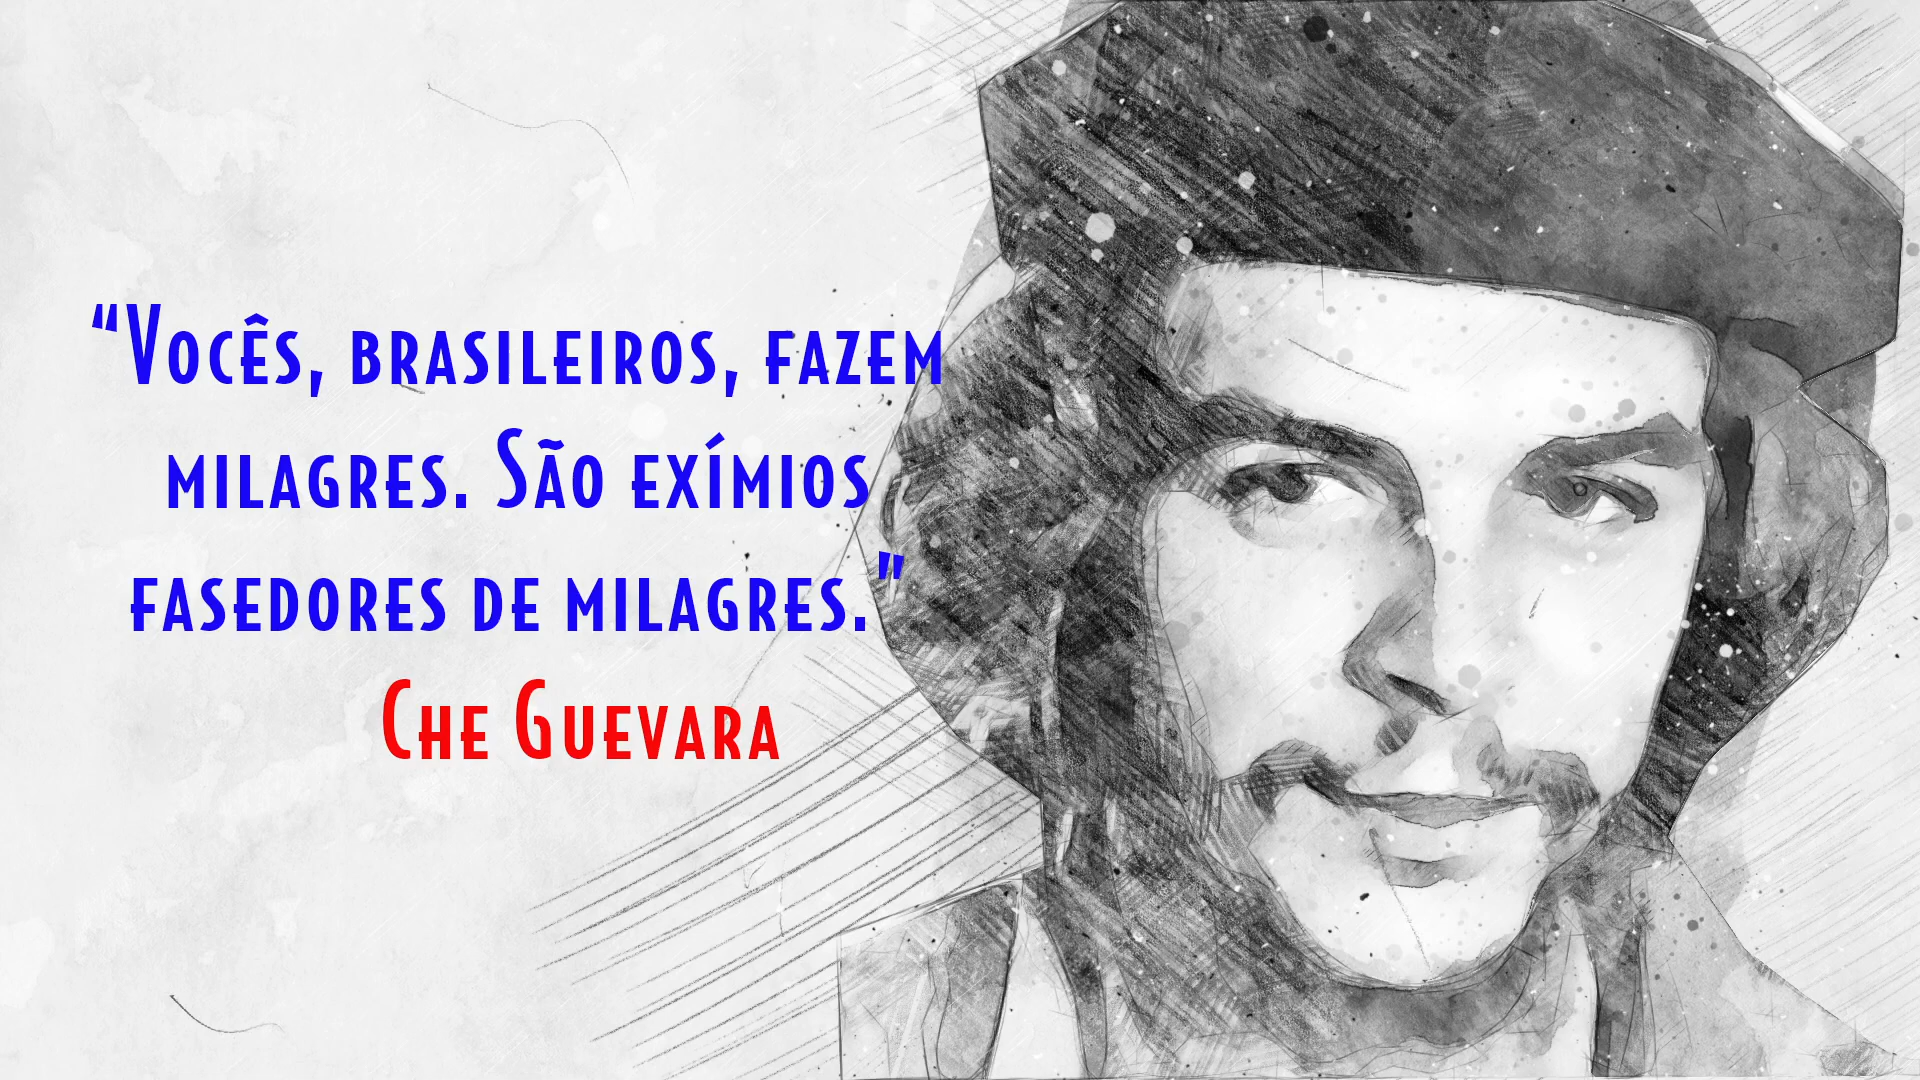 “Vocês, brasileiros, fazem
milagres. São exímios
fasedores de milagres."
Che Guevara